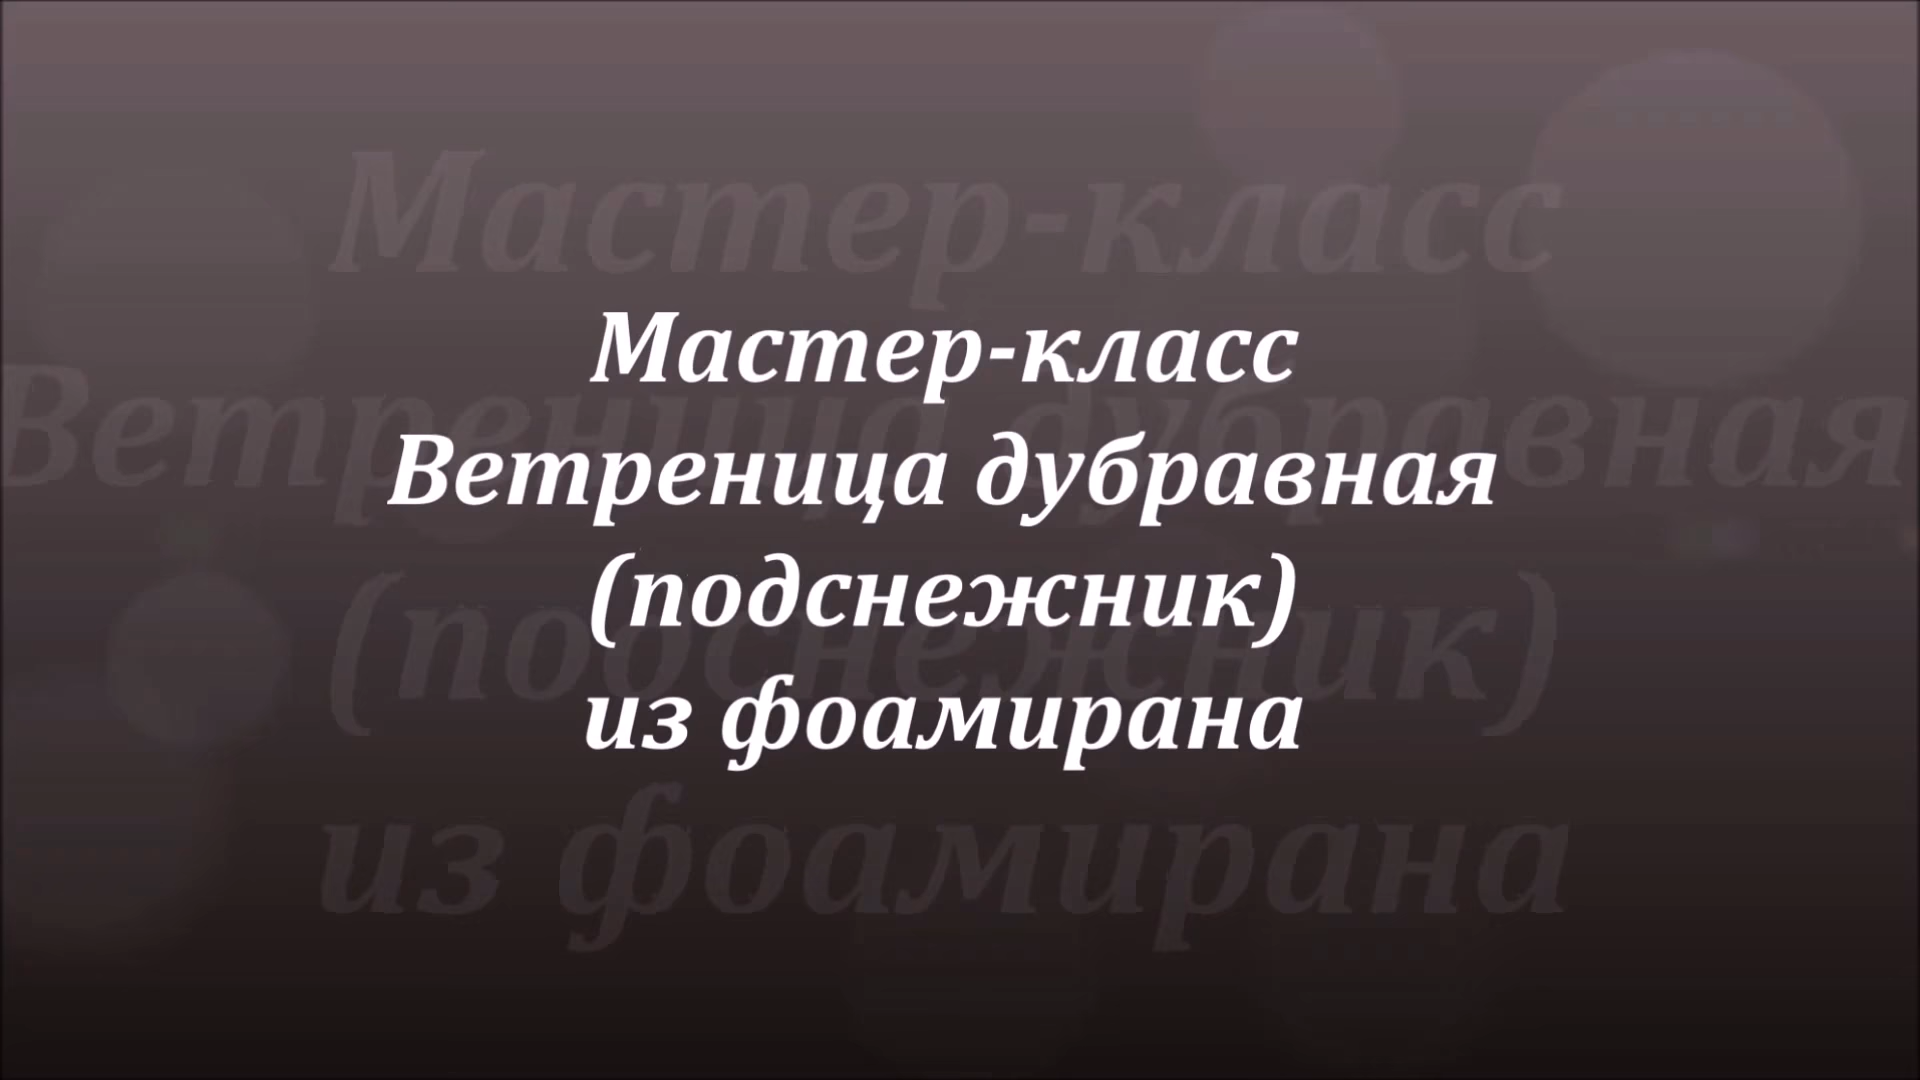 Мастер-класс
Ветреница дубравная
(подснежник)
из фоамирана